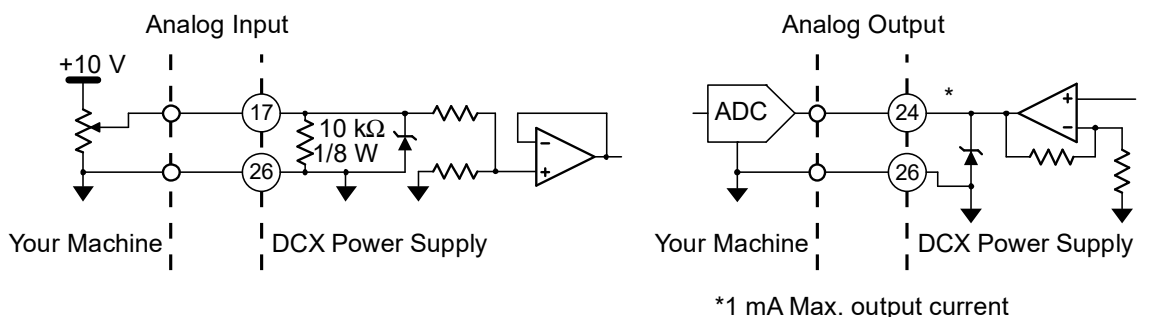 Analog Input
+10 V
17
10 kΩ
1/8 W
-
+
26
Your Machine
DCX Power Supply
Analog Output
ADC
24
*
+
-
26
Your Machine
DCX Power Supply
*1 mA Max. output current